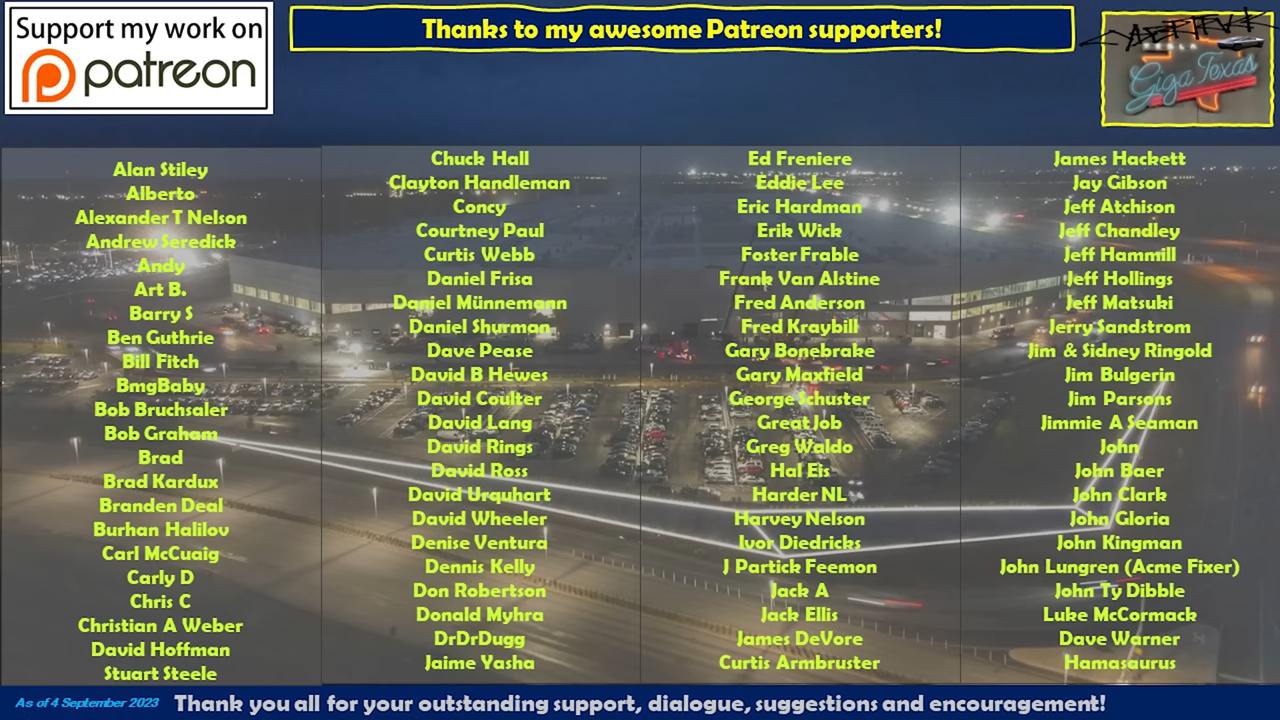 Support my work on
patreon
Thanks to my awesome Patreon supporters!
CYBERTRUCK
TESLA
Giga Texas
Alan Stiley
Alberto
Alexander T Nelson
Andrew Seredick
Andy
Art B.
Barry S
Ben Guthrie
Bill Fitch
BmgBaby
Bob Bruchsaler
Bob Graham
Brad
Brad Kardux
Branden Deal
Burhan Halilov
Carl McCuaig
Carly D
Chris C
Christian A Weber
David Hoffman
Stuart Steele
Chuck Hall
Clayton Handleman
Concy
Courtney Paul
Curtis Webb
Daniel Frisa
Daniel Münnemann
Daniel Shurman
Dave Pease
David B Hewes
David Coulter
David Lang
David Rings
David Ross
David Urquhart
David Wheeler
Denise Ventura
Dennis Kelly
Don Robertson
Donald Myhra
DrDrDugg
Jaime Yasha
Ed Freniere
Eddie Lee
Eric Hardman
Erik Wick
Foster Frable
Frank Van Alstine
Fred Anderson
Fred Kraybill
Gary Bonebrake
Gary Maxfield
George Schuster
Great Job
Greg Waldo
Hal Eis
Harder NL
Harvey Nelson
Ivor Diedricks
J Partick Feemon
Jack A
Jack Ellis
James DeVore
Curtis Armbruster
James Hackett
Jay Gibson
Jeff Atchison
Jeff Chandley
Jeff Hammill
Jeff Hollings
Jeff Matsuki
Jerry Sandstrom
Jim & Sidney Ringold
Jim Bulgerin
Jim Parsons
Jimmie A Seaman
John
John Baer
John Clark
John Gloria
John Kingman
John Lungren (Acme Fixer)
John Ty Dibble
Luke McCormack
Dave Warner
Hamasaurus
As of 4 September 2023
Thank you all for your outstanding support, dialogue, suggestions and encouragement!